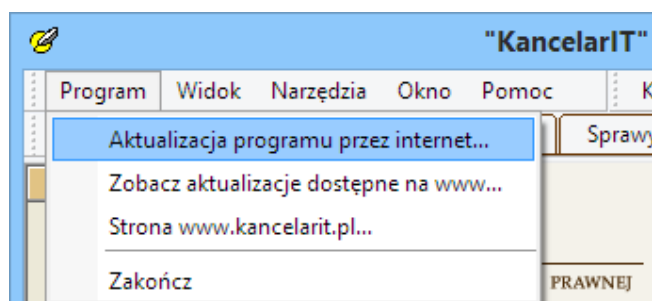 "KancelarIT"
Program Widok Narzędzia Okno Pomoc K
Aktualizacja programu przez internet... Sprawy
Zobacz aktualizacje dostępne na www...
Strona www.kancelarit.pl...
Zakończ PRAWNEJ